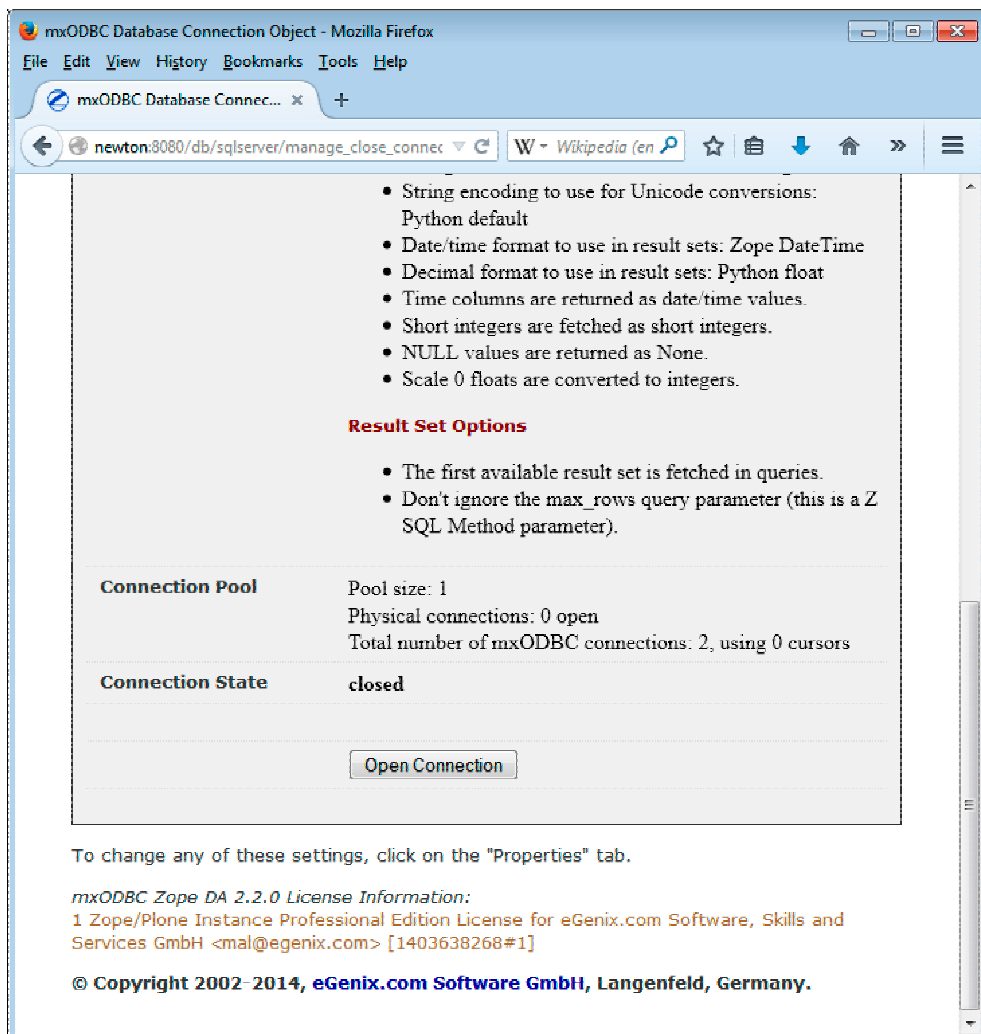 mxODBC Database Connection Object - Mozilla Firefox
File Edit View History Bookmarks Tools Help
mxODBC Database Connec... × +
newton:8080/db/sqlserver/manage_close_connec
W Wikipedia (en
• String encoding to use for Unicode conversions:
Python default
• Date/time format to use in result sets: Zope DateTime
• Decimal format to use in result sets: Python float
• Time columns are returned as date/time values.
• Short integers are fetched as short integers.
• NULL values are returned as None.
• Scale 0 floats are converted to integers.
Result Set Options
• The first available result set is fetched in queries.
• Don't ignore the max_rows query parameter (this is a Z
SQL Method parameter).
Connection Pool
Pool size: 1
Physical connections: 0 open
Total number of mxODBC connections: 2, using 0 cursors
Connection State
closed
Open Connection
To change any of these settings, click on the "Properties" tab.
mxODBC Zope DA 2.2.0 License Information:
1 Zope/Plone Instance Professional Edition License for eGenix.com Software, Skills and
Services GmbH <mal@egenix.com> [1403638268#1]
© Copyright 2002-2014, eGenix.com Software GmbH, Langenfeld, Germany.